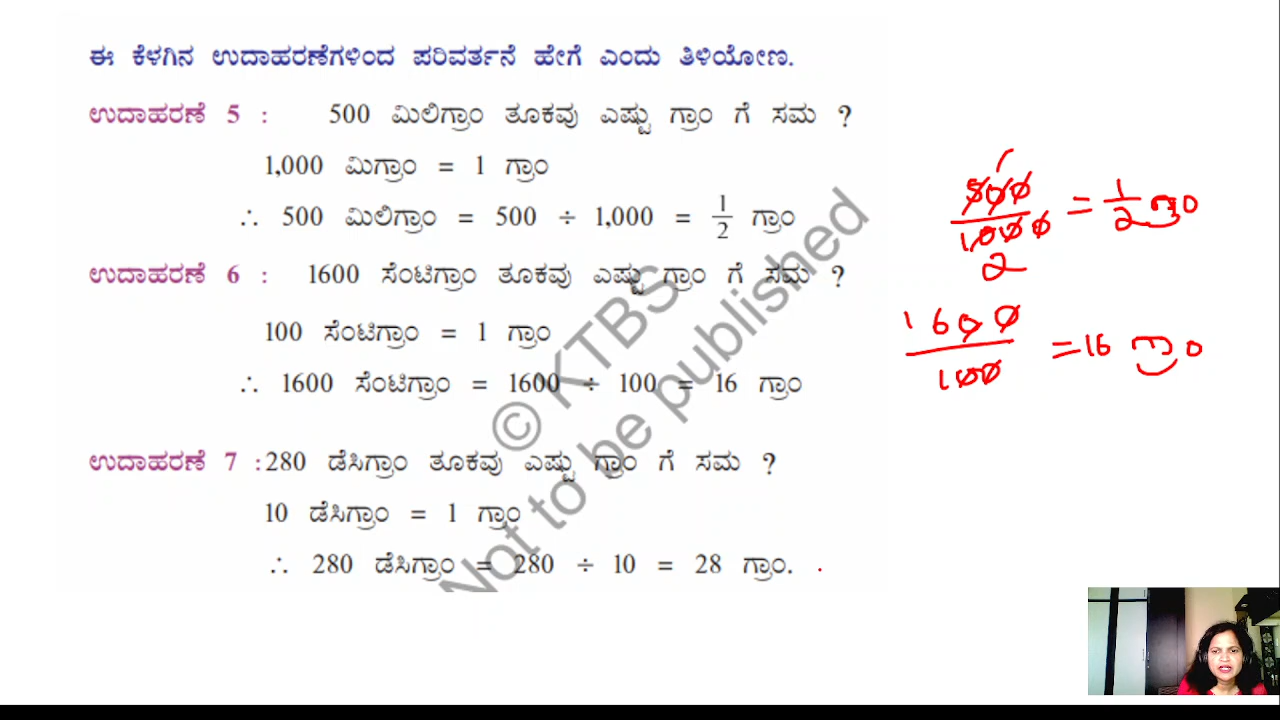 ಈ ಕೆಳಗಿನ ಉದಾಹರಣೆಗಳಿಂದ ಪರಿವರ್ತನೆ ಹೇಗೆ ಎಂದು ತಿಳಿಯೋಣ.
ಉದಾಹರಣೆ 5 : 500 ಮಿಲಿಗ್ರಾಂ ತೂಕವು ಎಷ್ಟು ಗ್ರಾಂ ಗೆ ಸಮ ?
1,000 ಮಿಗ್ರಾಂ = 1 ಗ್ರಾಂ
∴ 500 ಮಿಲಿಗ್ರಾಂ = 500 ÷ 1,000 = 1/2 ಗ್ರಾಂ
ಉದಾಹರಣೆ 6 : 1600 ಸೆಂಟಿಗ್ರಾಂ ತೂಕವು ಎಷ್ಟು ಗ್ರಾಂ ಗೆ ಸಮ ?
100 ಸೆಂಟಿಗ್ರಾಂ = 1 ಗ್ರಾಂ
∴ 1600 ಸೆಂಟಿಗ್ರಾಂ = 1600 ÷ 100 = 16 ಗ್ರಾಂ
ಉದಾಹರಣೆ 7 : 280 ಡೆಸಿಗ್ರಾಂ ತೂಕವು ಎಷ್ಟು ಗ್ರಾಂ ಗೆ ಸಮ ?
10 ಡೆಸಿಗ್ರಾಂ = 1 ಗ್ರಾಂ
∴ 280 ಡೆಸಿಗ್ರಾಂ = 280 ÷ 10 = 28 ಗ್ರಾಂ.
© KTBS
Not to be published
1
500/1000 = 1/2 ಗ್ರಾಂ
2
1600/100 = 16 ಗ್ರಾಂ